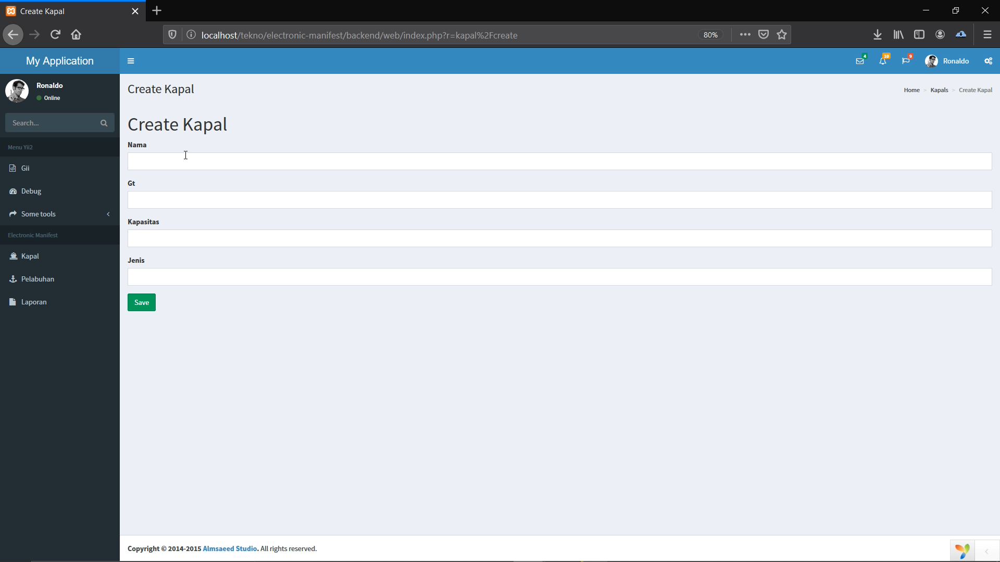 Create Kapal
localhost/tekno/electronic-manifest/backend/web/index.php?r=kapal%2Fcreate
80%
My Application
4
10
9
Ronaldo
Ronaldo
Online
Search...
Menu Yii2
Gii
Debug
Some tools
Electronic Manifest
Kapal
Pelabuhan
Laporan
Create Kapal
Home > Kapals > Create Kapal
Create Kapal
Nama
Gt
Kapasitas
Jenis
Save
Copyright © 2014-2015 Almsaeed Studio. All rights reserved.